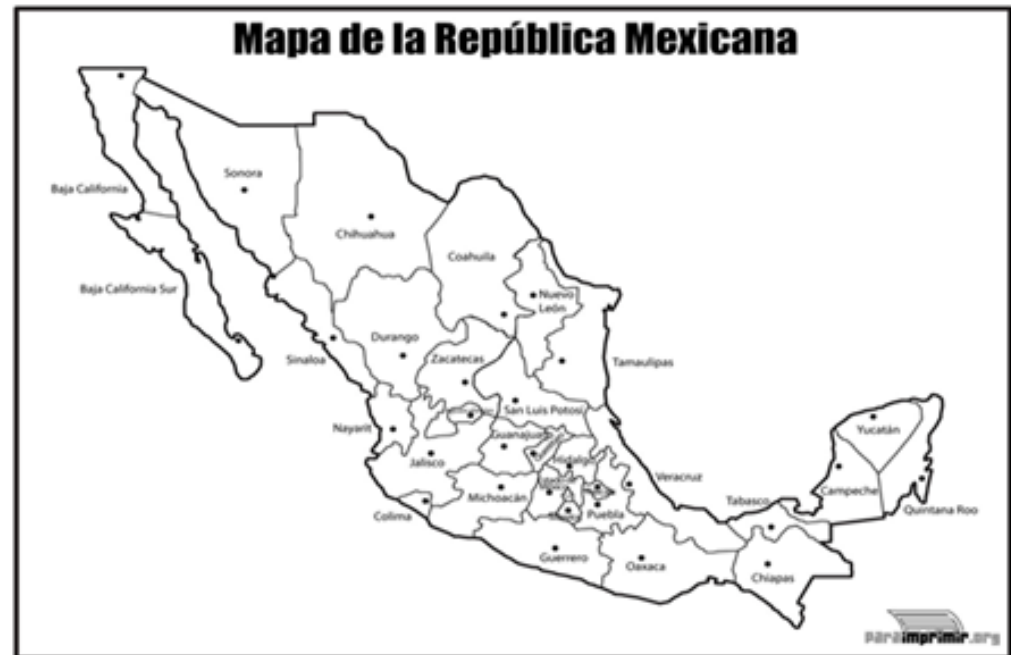 Mapa de la República Mexicana
Sonora
Baja California
Chihuahua
Coahuila
Baja California Sur
Nuevo
León
Durango
Sinaloa
Zacatecas
Tamaulipas
San Luis Potosí
Nayarit
Yucatán
Guanajuato
Jalisco
Hidalgo
Veracruz
Michoacán
Campeche
Tabasco
Colima
Puebla
Quintana Roo
Guerrero
Oaxaca
Chiapas
paraimprimir.org